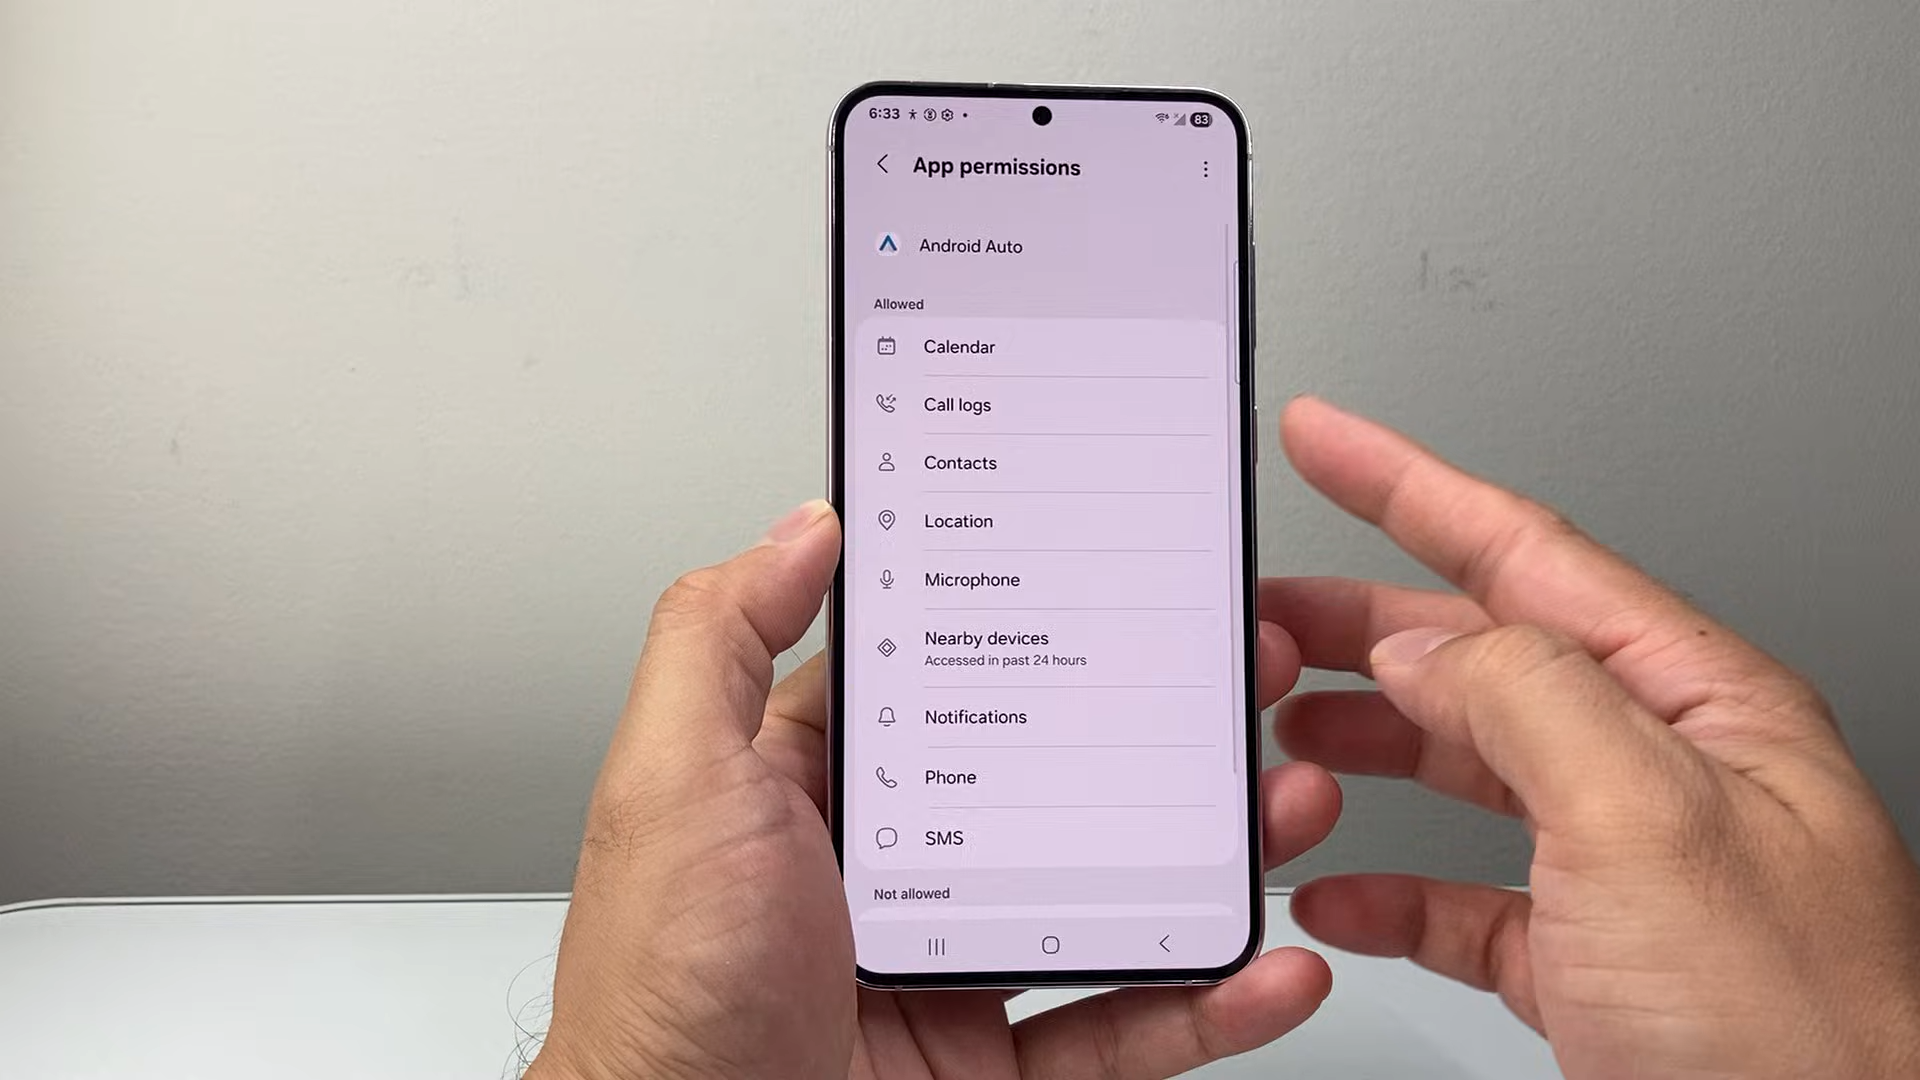 6:33
83
App permissions
Android Auto
Allowed
Calendar
Call logs
Contacts
Location
Microphone
Nearby devices
Accessed in past 24 hours
Notifications
Phone
SMS
Not allowed